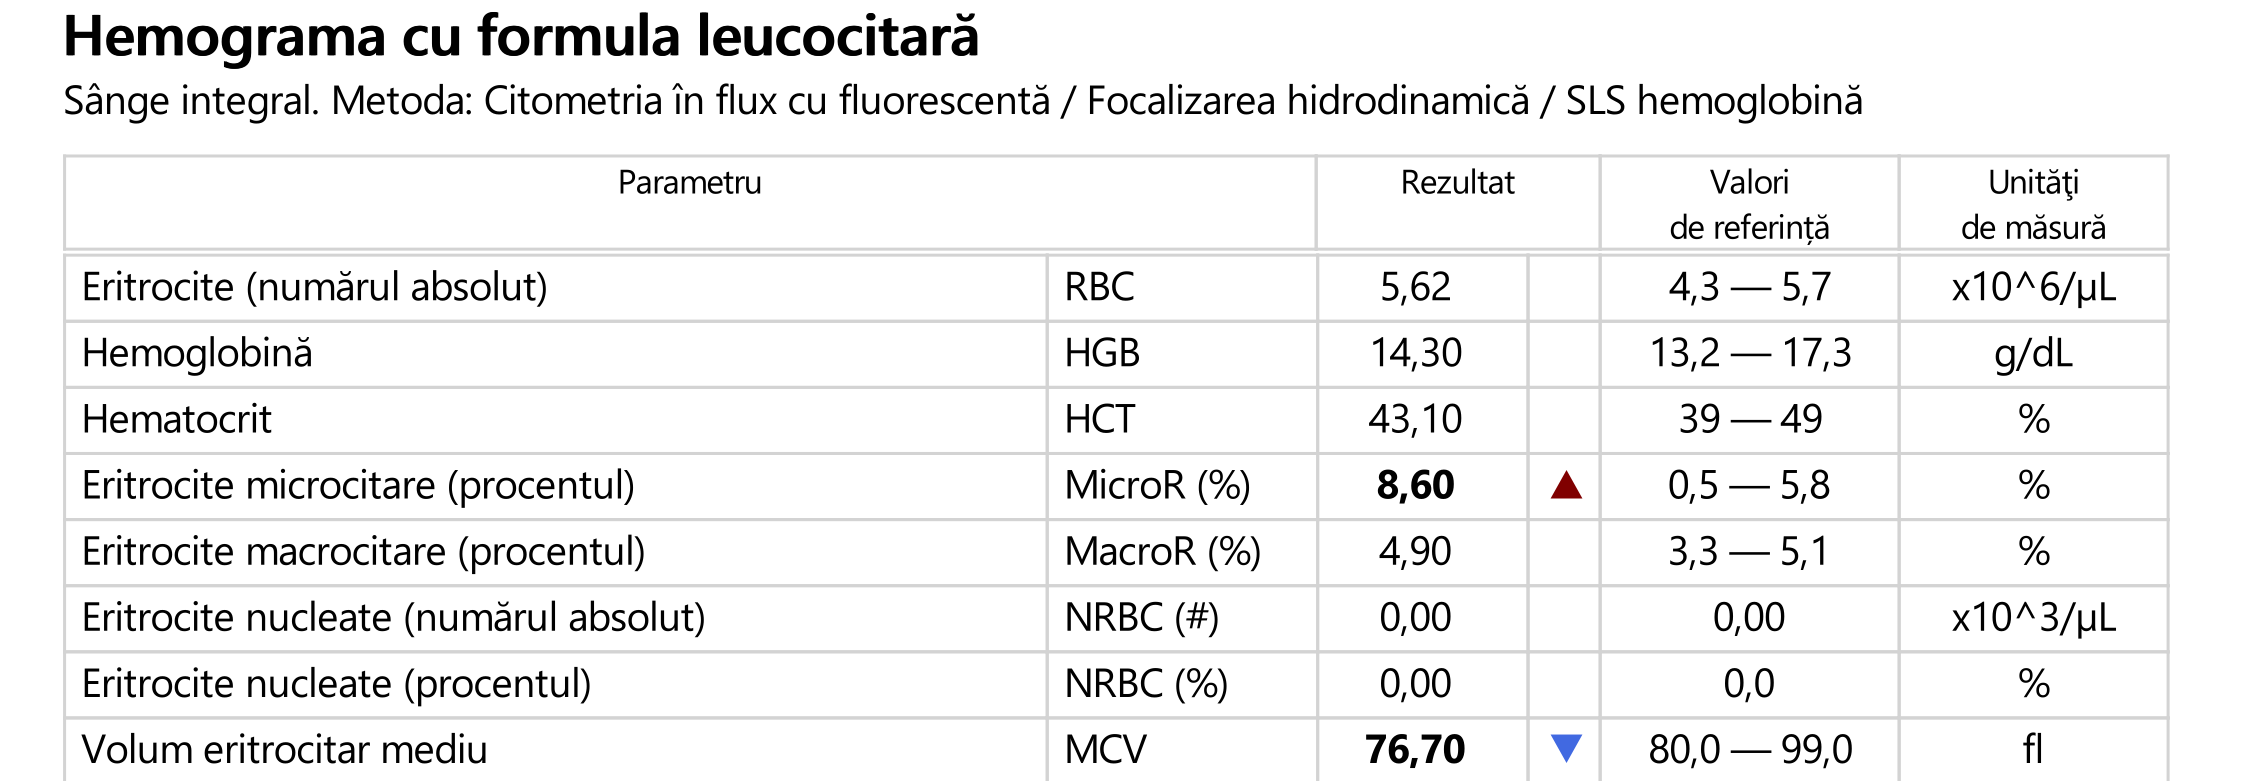 Hemograma cu formula leucocitară
Sânge integral. Metoda: Citometria în flux cu fluorescentă / Focalizarea hidrodinamică / SLS hemoglobină
Parametru Rezultat Valori de referință Unităţi de măsură
Eritrocite (numărul absolut) RBC 5,62 4,3 — 5,7 x10^6/µL
Hemoglobină HGB 14,30 13,2 — 17,3 g/dL
Hematocrit HCT 43,10 39 — 49 %
Eritrocite microcitare (procentul) MicroR (%) 8,60 ▲ 0,5 — 5,8 %
Eritrocite macrocitare (procentul) MacroR (%) 4,90 3,3 — 5,1 %
Eritrocite nucleate (numărul absolut) NRBC (#) 0,00 0,00 x10^3/µL
Eritrocite nucleate (procentul) NRBC (%) 0,00 0,0 %
Volum eritrocitar mediu MCV 76,70 ▼ 80,0 — 99,0 fl